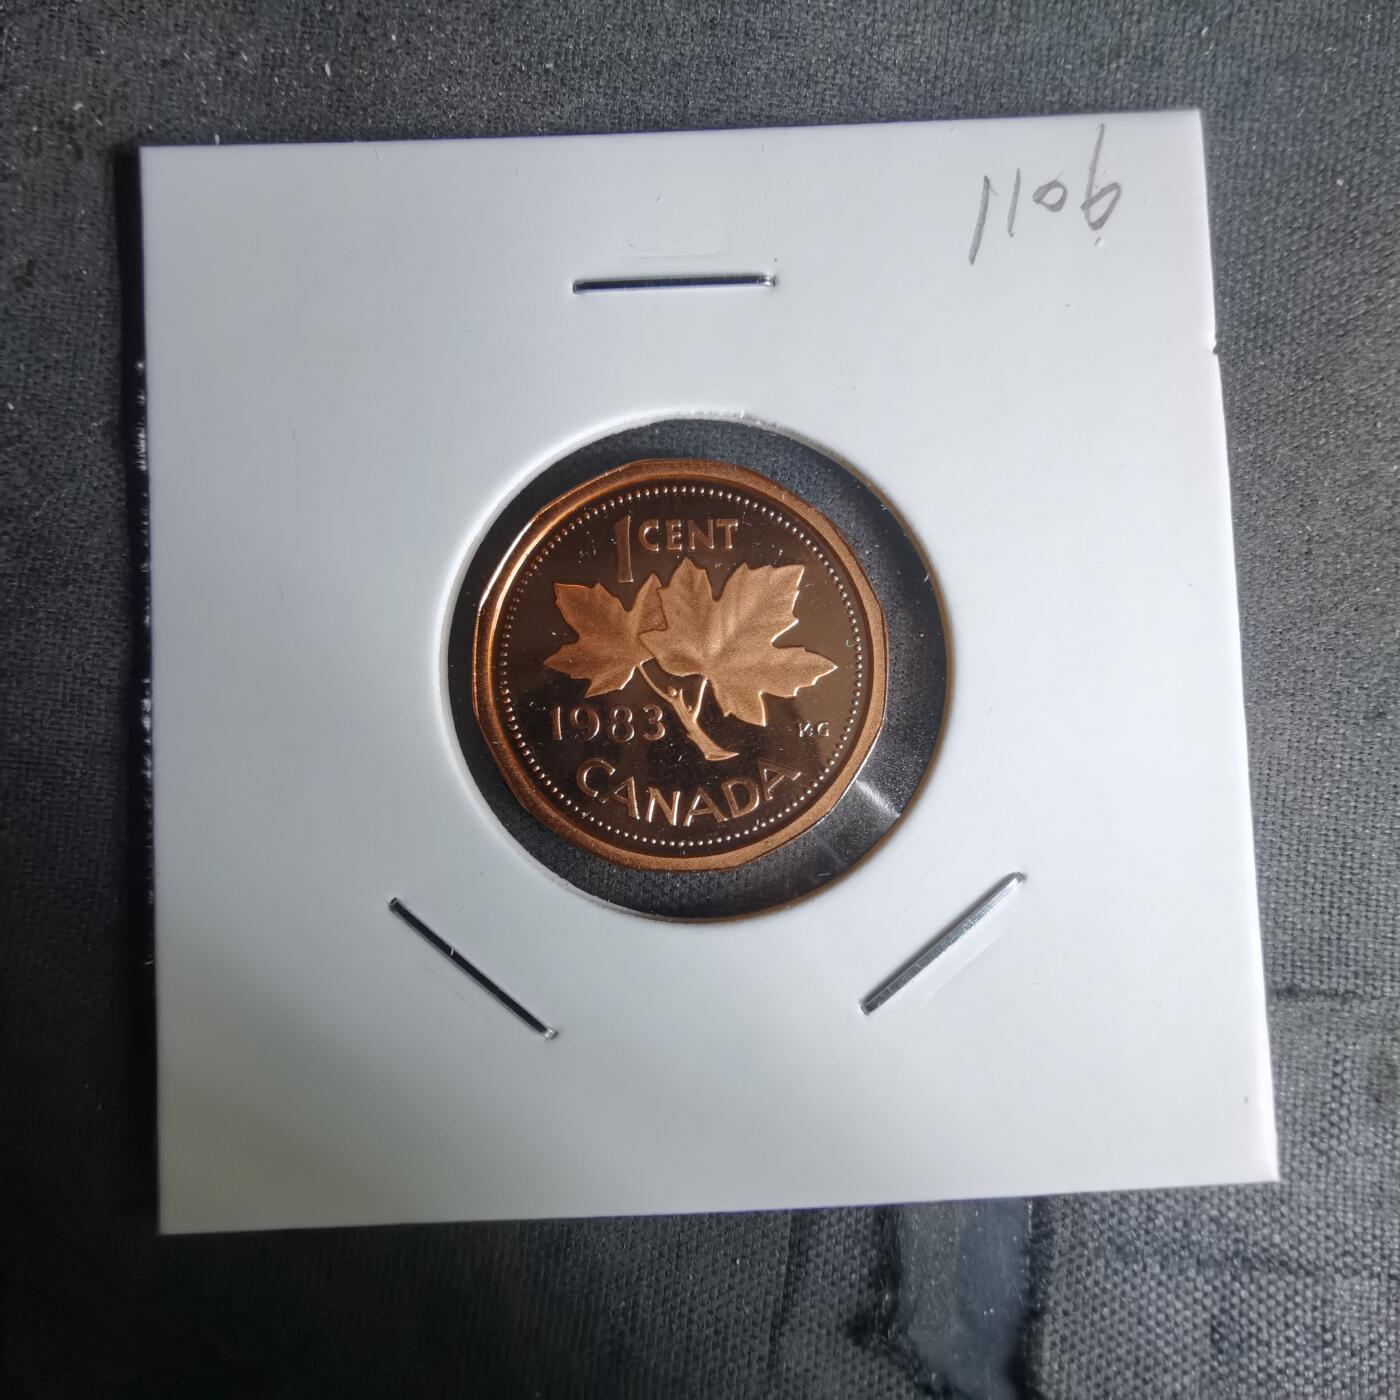 1106
1 CENT
1983 KG
CANADA